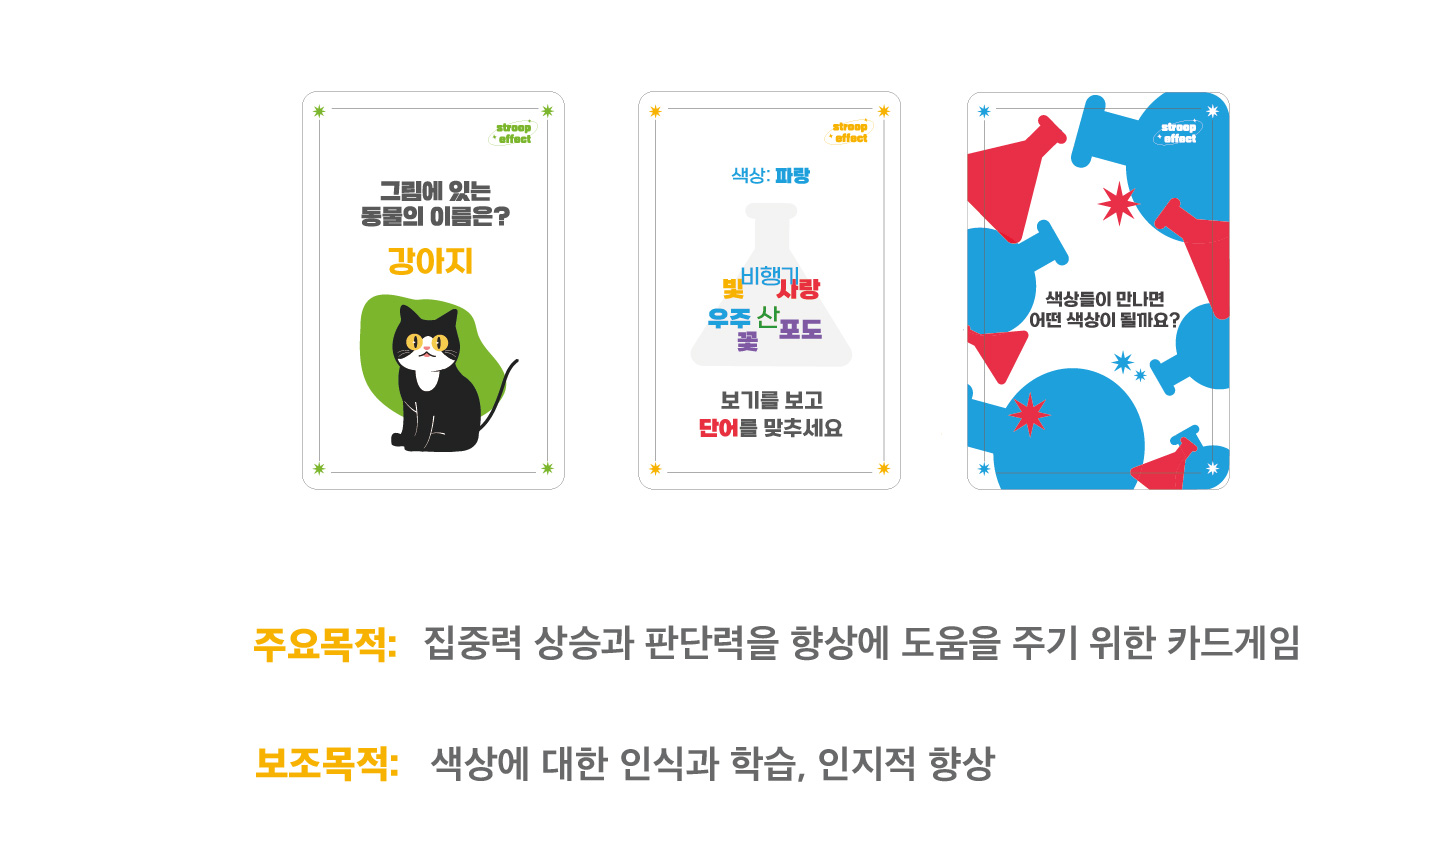 stroop
effect
그림에 있는
동물의 이름은?
강아지
stroop
effect
색상: 파랑
비행기
빛
사랑
우주
산
포도
꽃
보기를 보고
단어를 맞추세요
stroop
effect
색상들이 만나면
어떤 색상이 될까요?
주요목적: 집중력 상승과 판단력을 향상에 도움을 주기 위한 카드게임
보조목적: 색상에 대한 인식과 학습, 인지적 향상